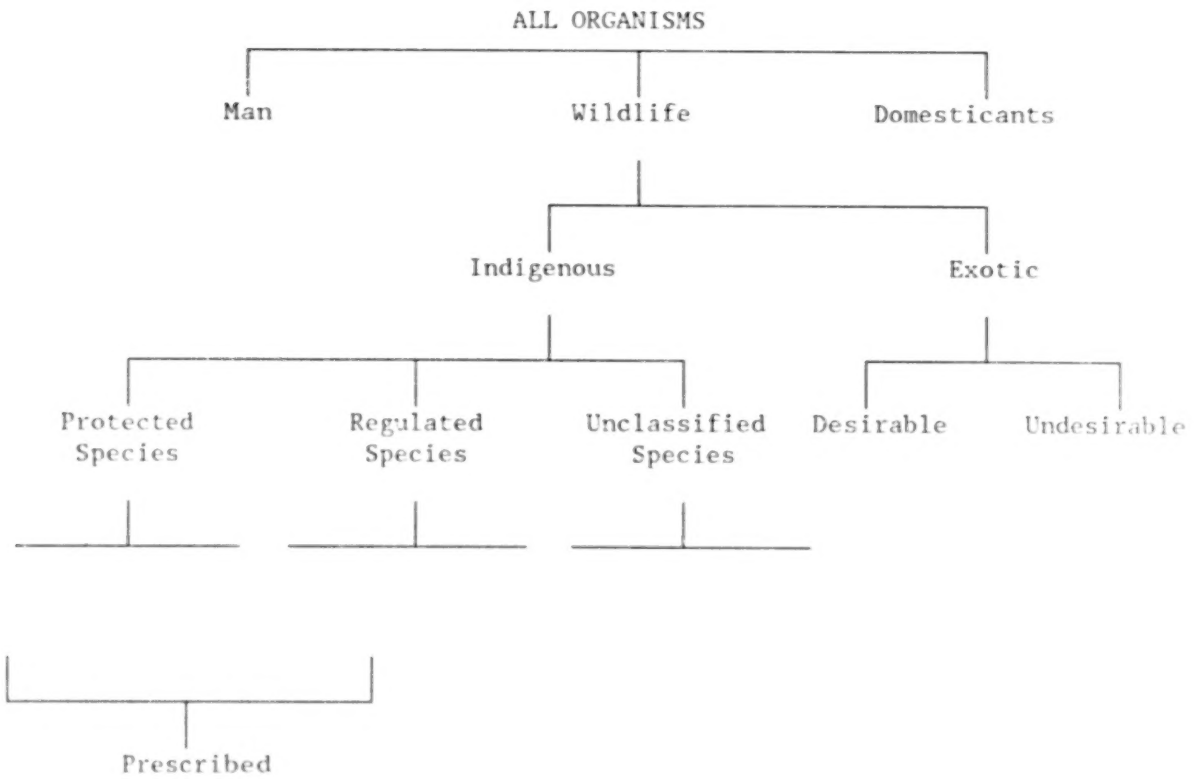 ALL ORGANISMS
Man Wildlife Domesticants
Indigenous Exotic
Protected Species
Regulated Species
Unclassified Species
Desirable Undesirable
Prescribed